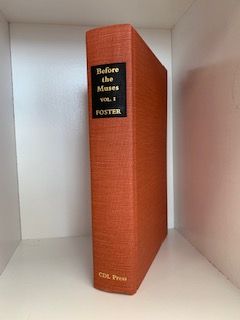 Before
the
Muses
VOL. I
FOSTER
CDL Press